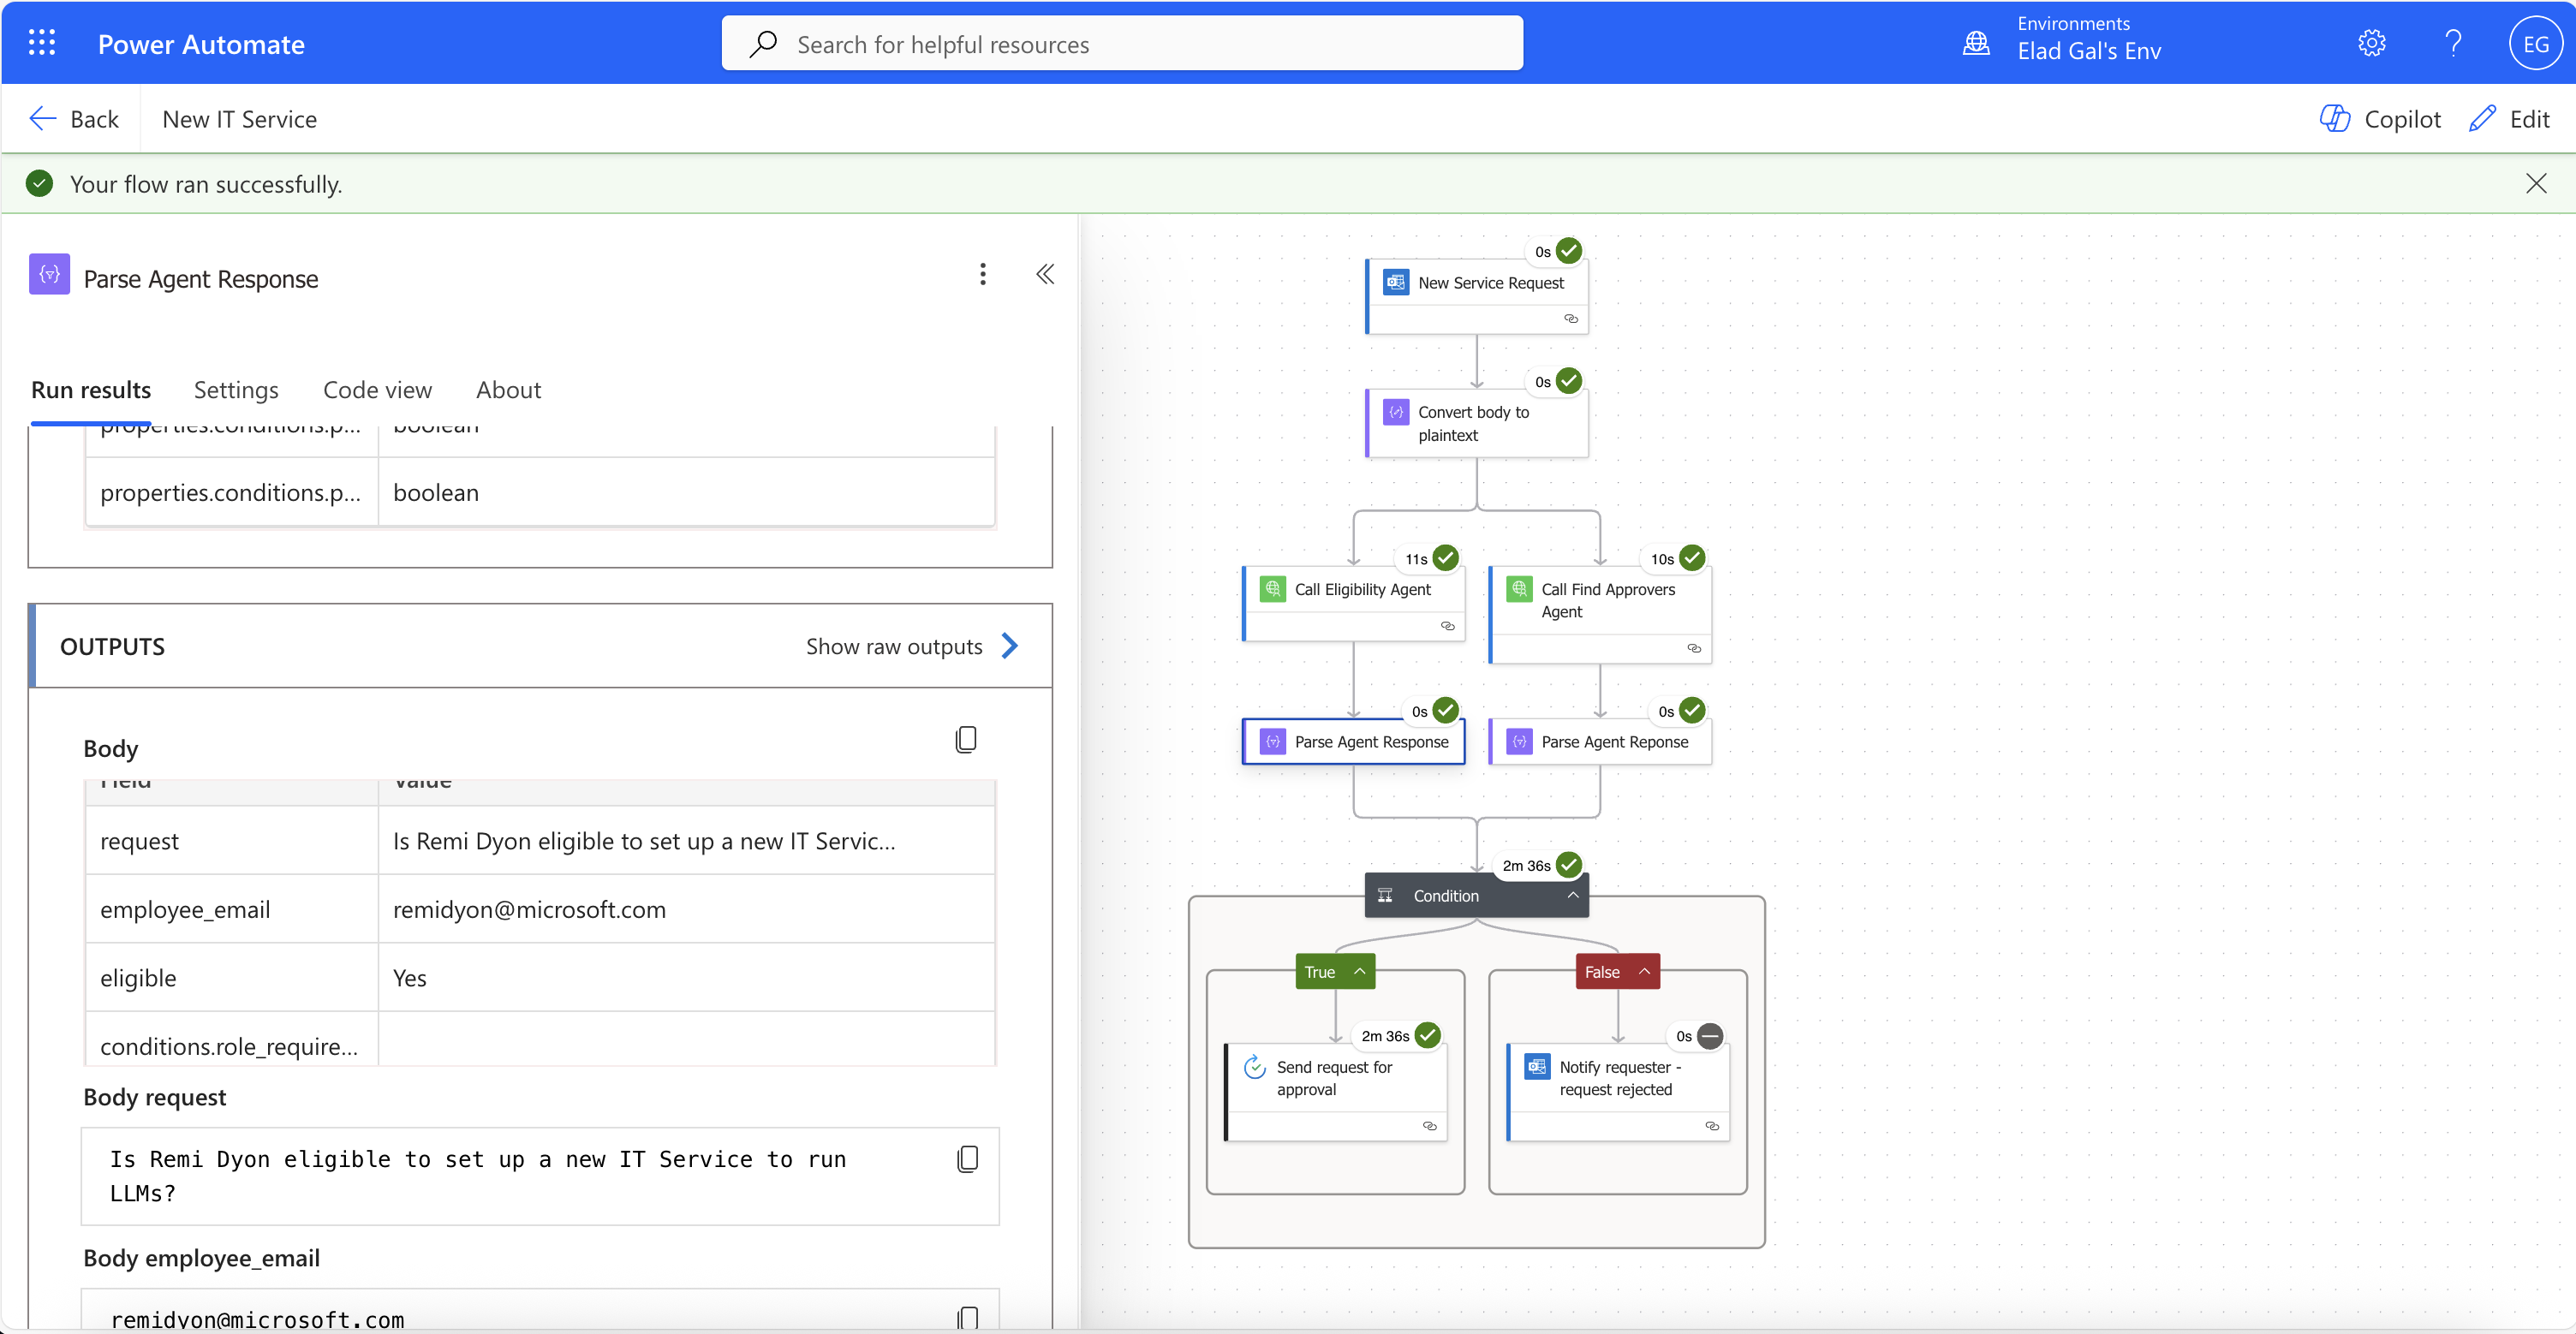 Power Automate
Search for helpful resources
Environments
Elad Gal's Env
EG
Back
New IT Service
Copilot
Edit
Your flow ran successfully.
Parse Agent Response
Run results
Settings
Code view
About
properties.conditions.p... boolean
properties.conditions.p... boolean
OUTPUTS
Show raw outputs
Body
Field Value
request Is Remi Dyon eligible to set up a new IT Servic...
employee_email remidyon@microsoft.com
eligible Yes
conditions.role_require...
Body request
Is Remi Dyon eligible to set up a new IT Service to run
LLMs?
Body employee_email
remidyon@microsoft.com
0s
New Service Request
0s
Convert body to
plaintext
11s
Call Eligibility Agent
10s
Call Find Approvers
Agent
0s
Parse Agent Response
0s
Parse Agent Reponse
2m 36s
Condition
True
False
2m 36s
Send request for
approval
0s
Notify requester -
request rejected